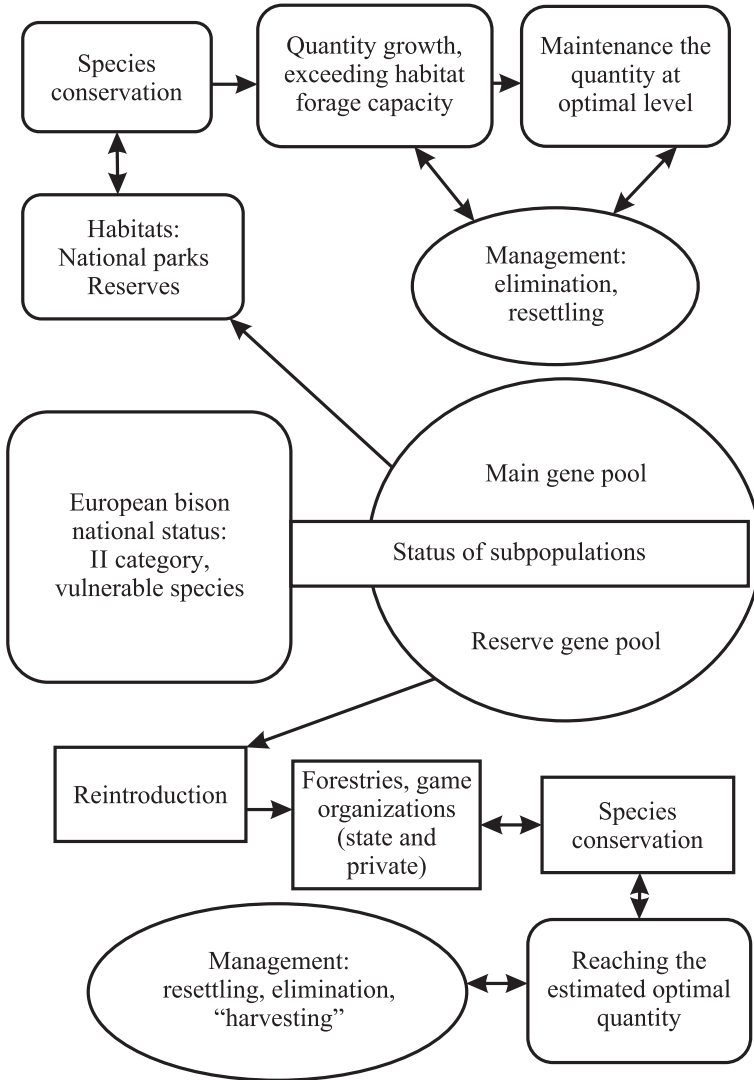 Species
conservation
Quantity growth,
exceeding habitat
forage capacity
Maintenance the
quantity at
optimal level
Habitats:
National parks
Reserves
Management:
elimination,
resettling
Main gene pool
European bison
national status:
II category,
vulnerable species
Status of subpopulations
Reserve gene pool
Reintroduction
Forestries, game
organizations
(state and
private)
Species
conservation
Management:
resettling, elimination,
“harvesting”
Reaching the
estimated optimal
quantity